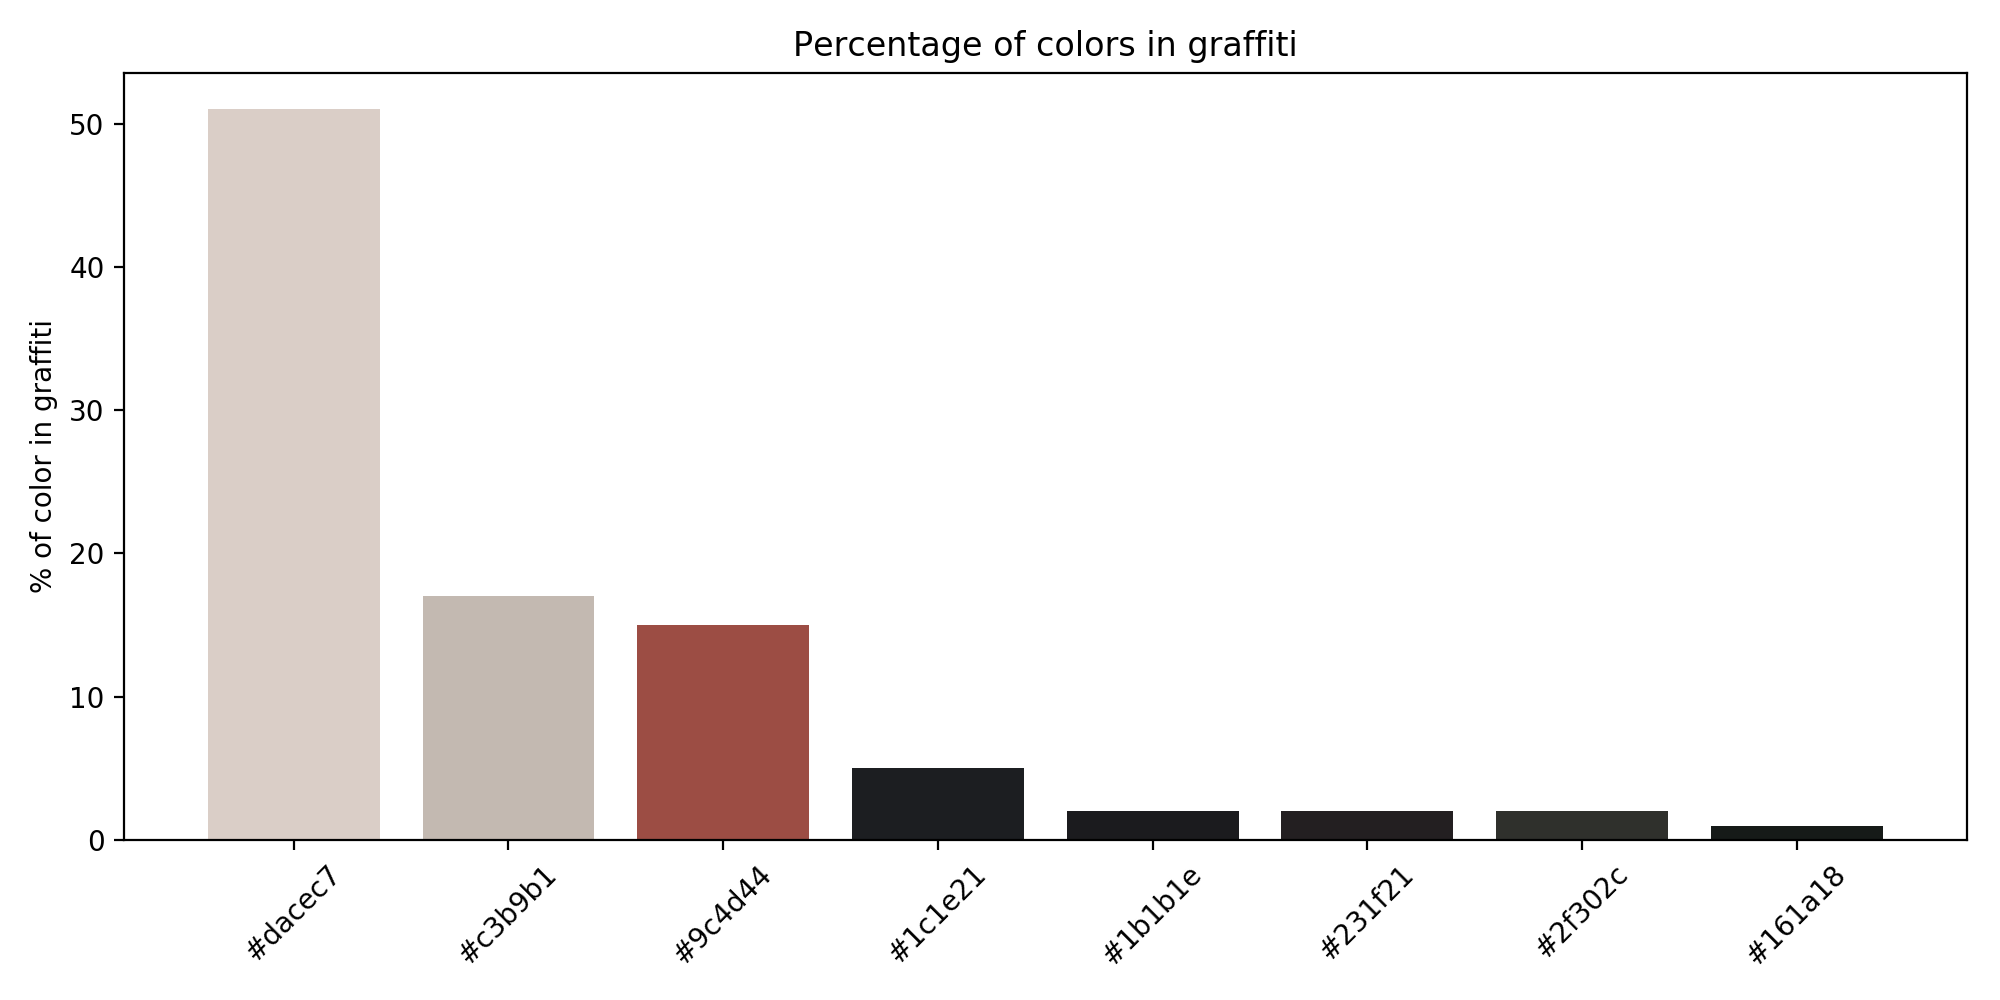 Percentage of colors in graffiti
% of color in graffiti
50
40
30
20
10
0
#dacec7
#c3b9b1
#9c4d44
#1c1e21
#1b1b1e
#231f21
#2f302c
#161a18